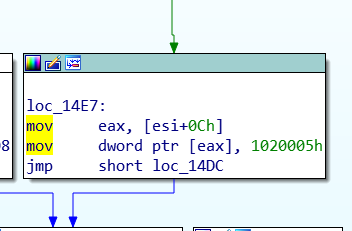 loc_14E7:
mov eax, [esi+0Ch]
mov dword ptr [eax], 1020005h
jmp short loc_14DC